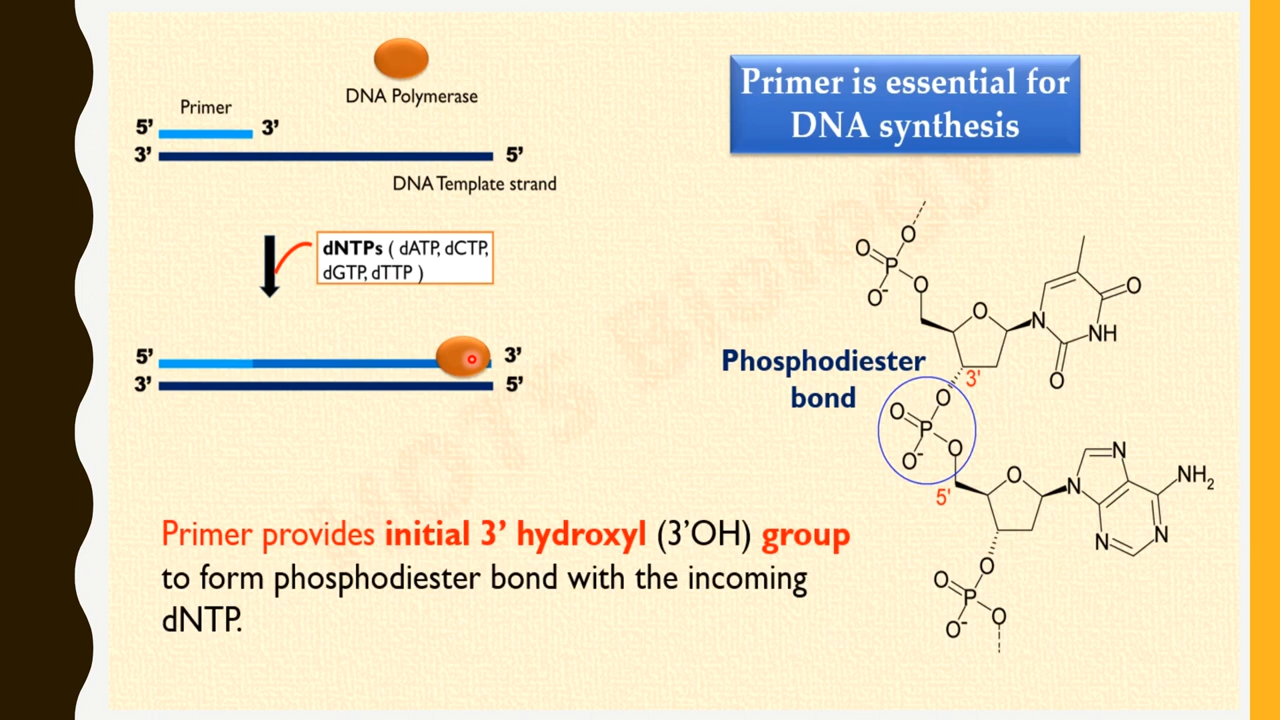 Primer is essential for
DNA synthesis
DNA Polymerase
Primer
5’ 3’
3’ 5’
DNA Template strand
dNTPs ( dATP, dCTP,
dGTP, dTTP )
5’ 3’
3’ 5’
Phosphodiester
bond
O
O
P
O-
O
O
N
O
NH
O
3'
O
O
P
O-
O
5'
O
N
N
NH2
N
N
O
O
P
O-
O
Primer provides initial 3’ hydroxyl (3’OH) group
to form phosphodiester bond with the incoming
dNTP.